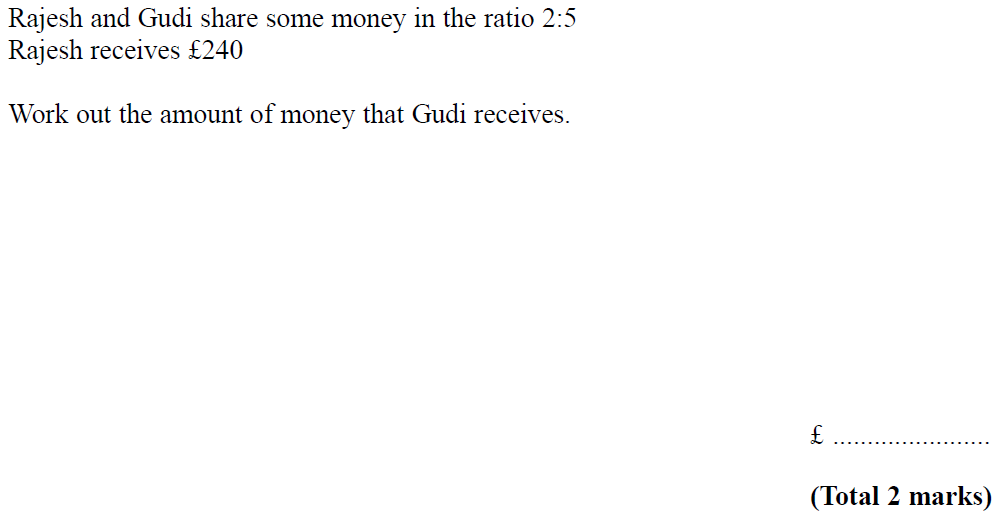 Rajesh and Gudi share some money in the ratio 2:5
Rajesh receives £240
Work out the amount of money that Gudi receives.
£ .......................
(Total 2 marks)